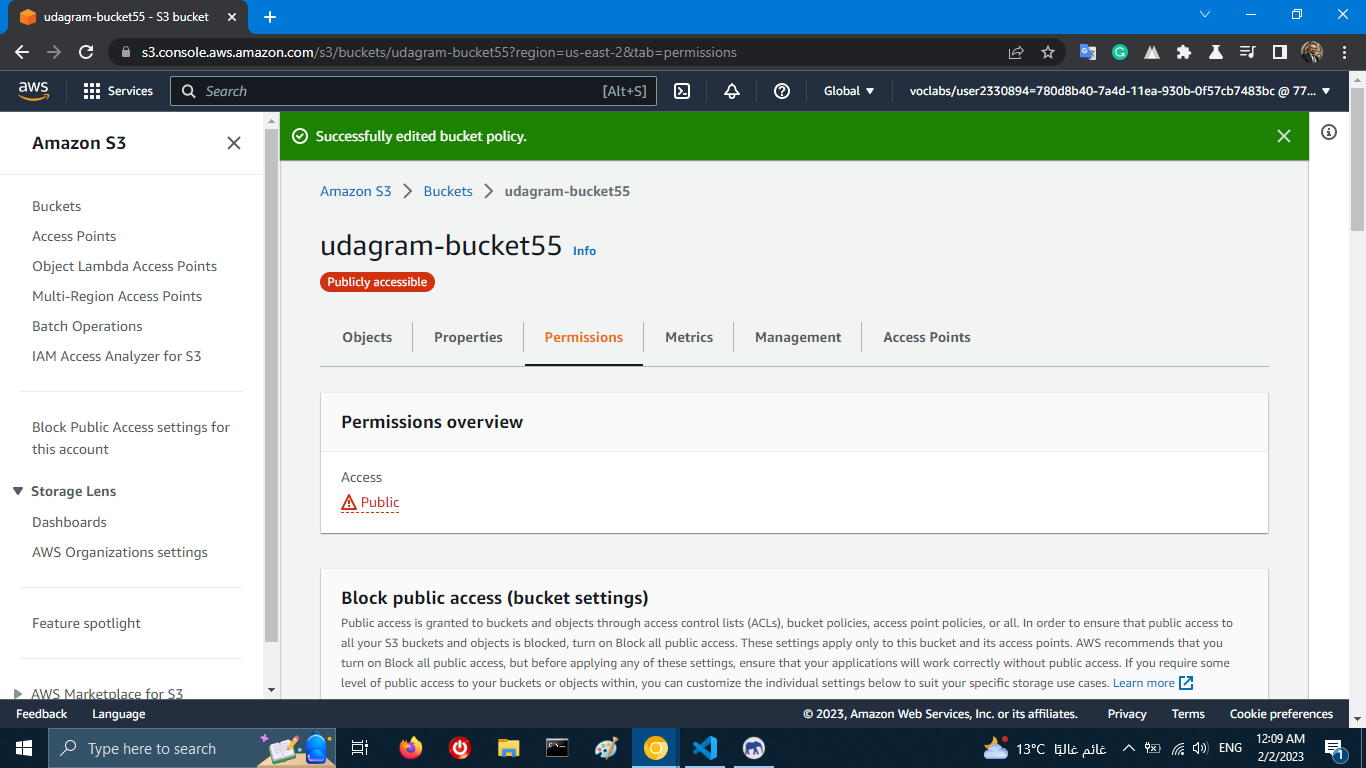 udagram-bucket55 - S3 bucket
s3.console.aws.amazon.com/s3/buckets/udagram-bucket55?region=us-east-2&tab=permissions
aws
Services
Search
[Alt+S]
Global
voclabs/user2330894=780d8b40-7a4d-11ea-930b-0f57cb7483bc @ 77...
Amazon S3
Buckets
Access Points
Object Lambda Access Points
Multi-Region Access Points
Batch Operations
IAM Access Analyzer for S3
Block Public Access settings for
this account
Storage Lens
Dashboards
AWS Organizations settings
Feature spotlight
AWS Marketplace for S3
Successfully edited bucket policy.
Amazon S3
Buckets
udagram-bucket55
udagram-bucket55 Info
Publicly accessible
Objects
Properties
Permissions
Metrics
Management
Access Points
Permissions overview
Access
Public
Block public access (bucket settings)
Public access is granted to buckets and objects through access control lists (ACLs), bucket policies, access point policies, or all. In order to ensure that public access to
all your S3 buckets and objects is blocked, turn on Block all public access. These settings apply only to this bucket and its access points. AWS recommends that you
turn on Block all public access, but before applying any of these settings, ensure that your applications will work correctly without public access. If you require some
level of public access to your buckets or objects within, you can customize the individual settings below to suit your specific storage use cases. Learn more
Feedback
Language
© 2023, Amazon Web Services, Inc. or its affiliates.
Privacy
Terms
Cookie preferences
Type here to search
13°C غائم غالبًا
ENG
12:09 AM
2/2/2023
1